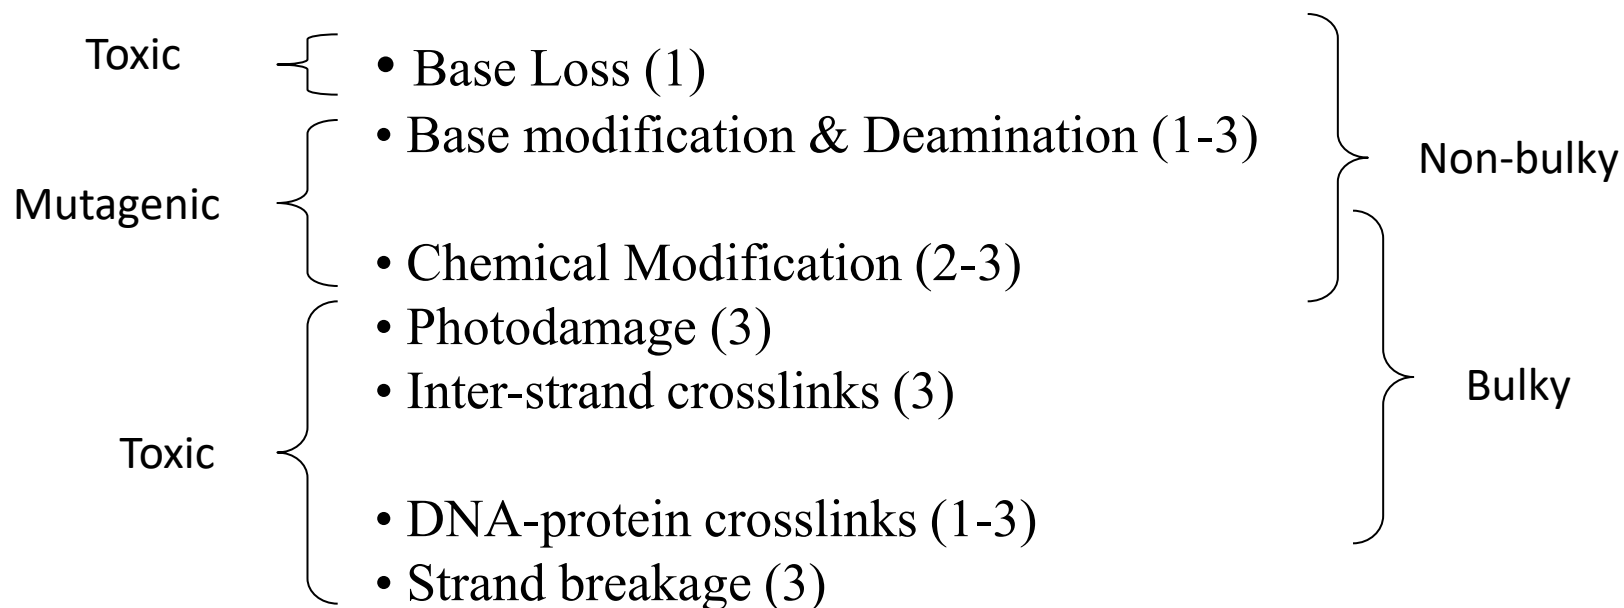 Toxic
• Base Loss (1)
• Base modification & Deamination (1-3)
Non-bulky
Mutagenic
• Chemical Modification (2-3)
• Photodamage (3)
• Inter-strand crosslinks (3)
Bulky
Toxic
• DNA-protein crosslinks (1-3)
• Strand breakage (3)